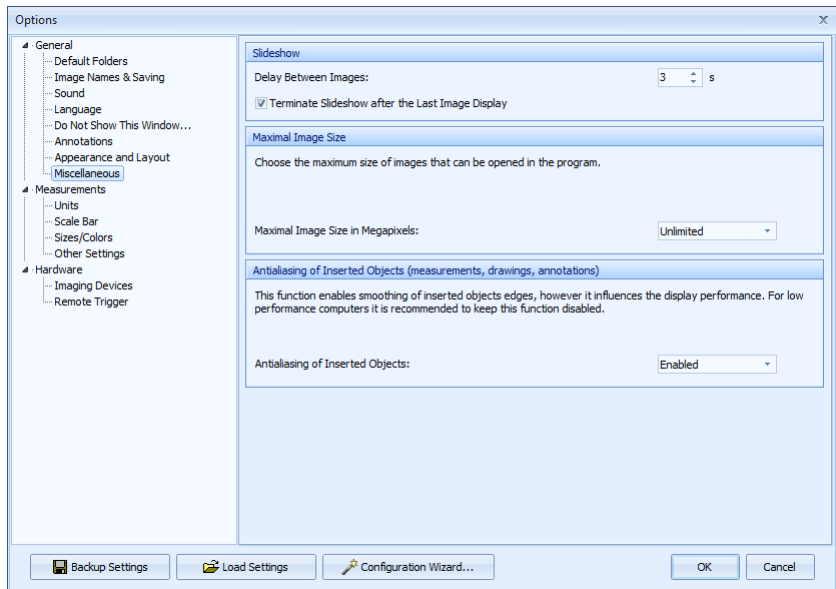 Options
General
Default Folders
Image Names & Saving
Sound
Language
Do Not Show This Window...
Annotations
Appearance and Layout
Miscellaneous
Measurements
Units
Scale Bar
Sizes/Colors
Other Settings
Hardware
Imaging Devices
Remote Trigger
Slideshow
Delay Between Images: 3 s
Terminate Slideshow after the Last Image Display
Maximal Image Size
Choose the maximum size of images that can be opened in the program.
Maximal Image Size in Megapixels: Unlimited
Antialiasing of Inserted Objects (measurements, drawings, annotations)
This function enables smoothing of inserted objects edges, however it influences the display performance. For low
performance computers it is recommended to keep this function disabled.
Antialiasing of Inserted Objects: Enabled
Backup Settings Load Settings Configuration Wizard... OK Cancel